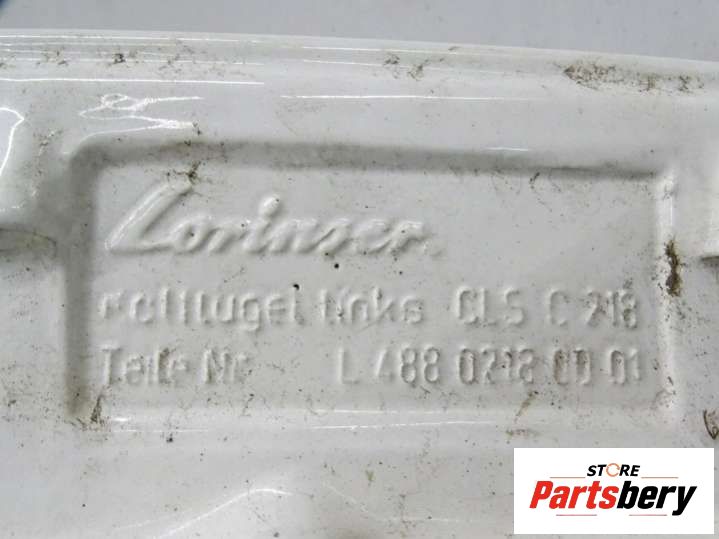 Lorinser
Kotflügel links CLS C 218
Teile Nr. L 488 0218 00 01
STORE
Partsbery